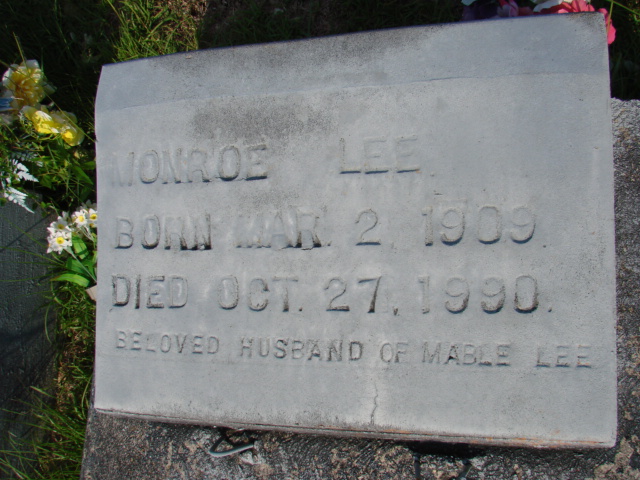 MONROE LEE.
BORN MAR. 2, 1909.
DIED OCT. 27, 1990.
BELOVED HUSBAND OF MABLE LEE